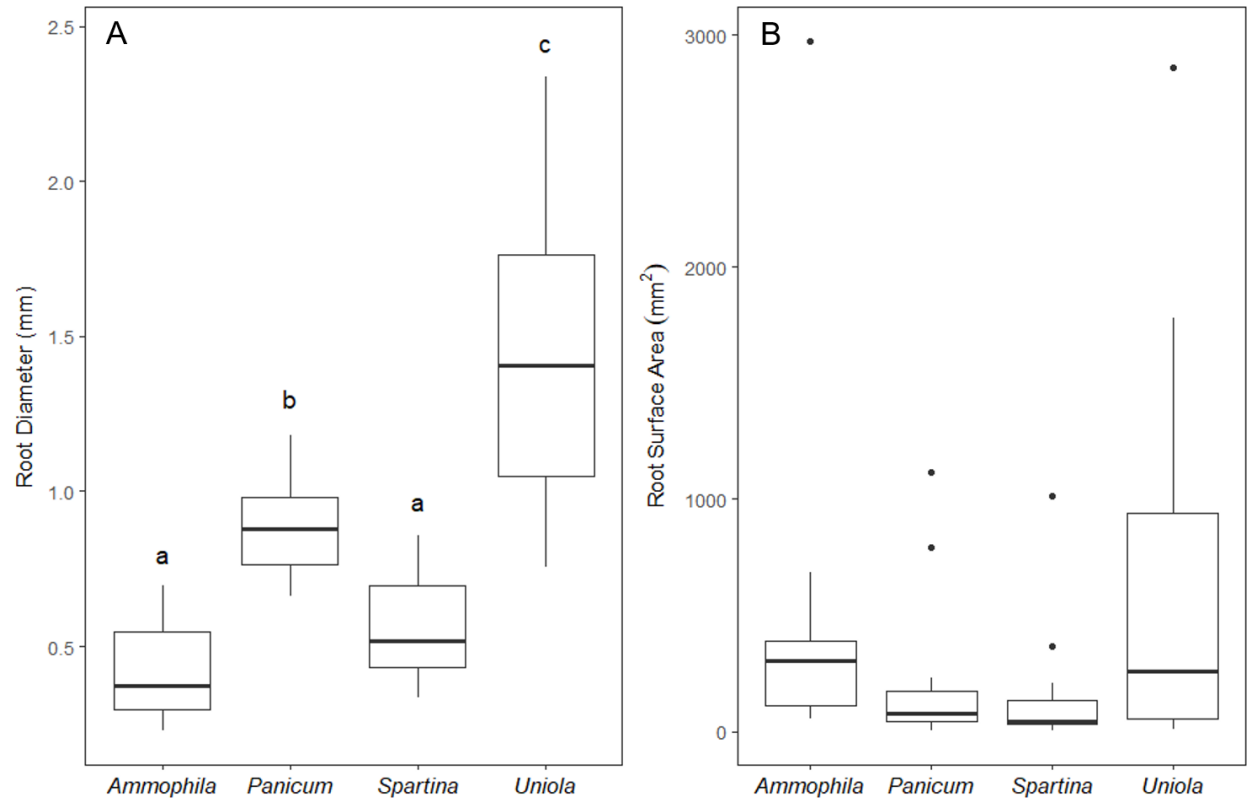 A
B
a
b
a
c
Root Diameter (mm)
2.5
2.0
1.5
1.0
0.5
Ammophila Panicum Spartina Uniola
Root Surface Area (mm²)
3000
2000
1000
0
Ammophila Panicum Spartina Uniola